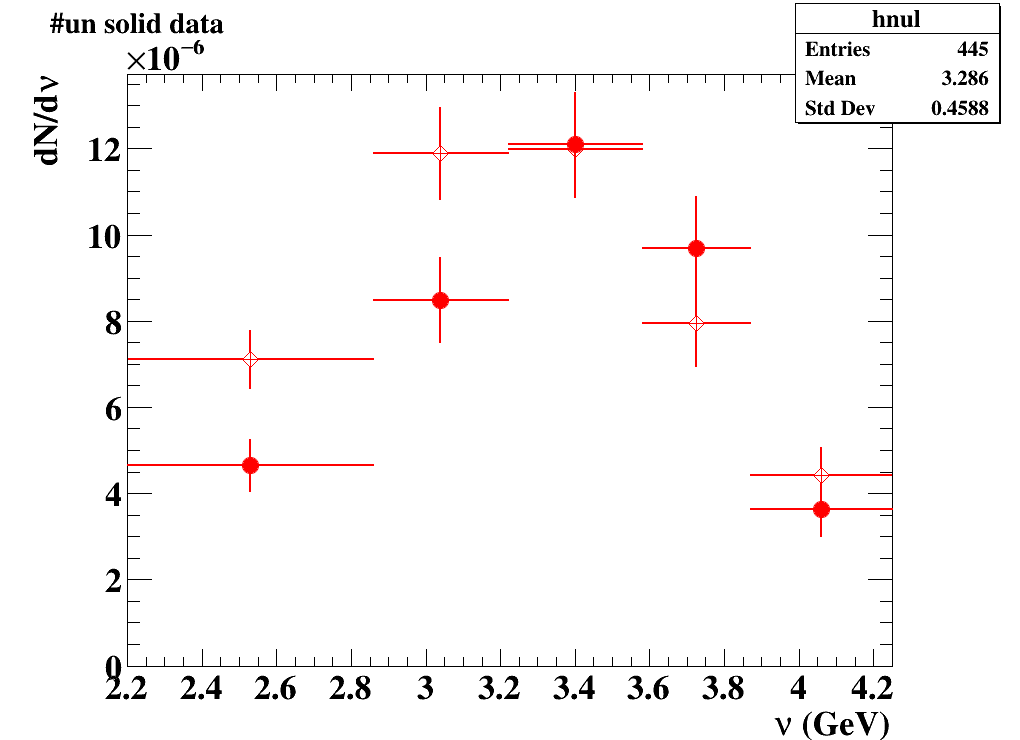 #un solid data
hnul
Entries 445
Mean 3.286
Std Dev 0.4588
×10⁻⁶
dN/dν
12
10
8
6
4
2
0
2.2 2.4 2.6 2.8 3 3.2 3.4 3.6 3.8 4 4.2
ν (GeV)